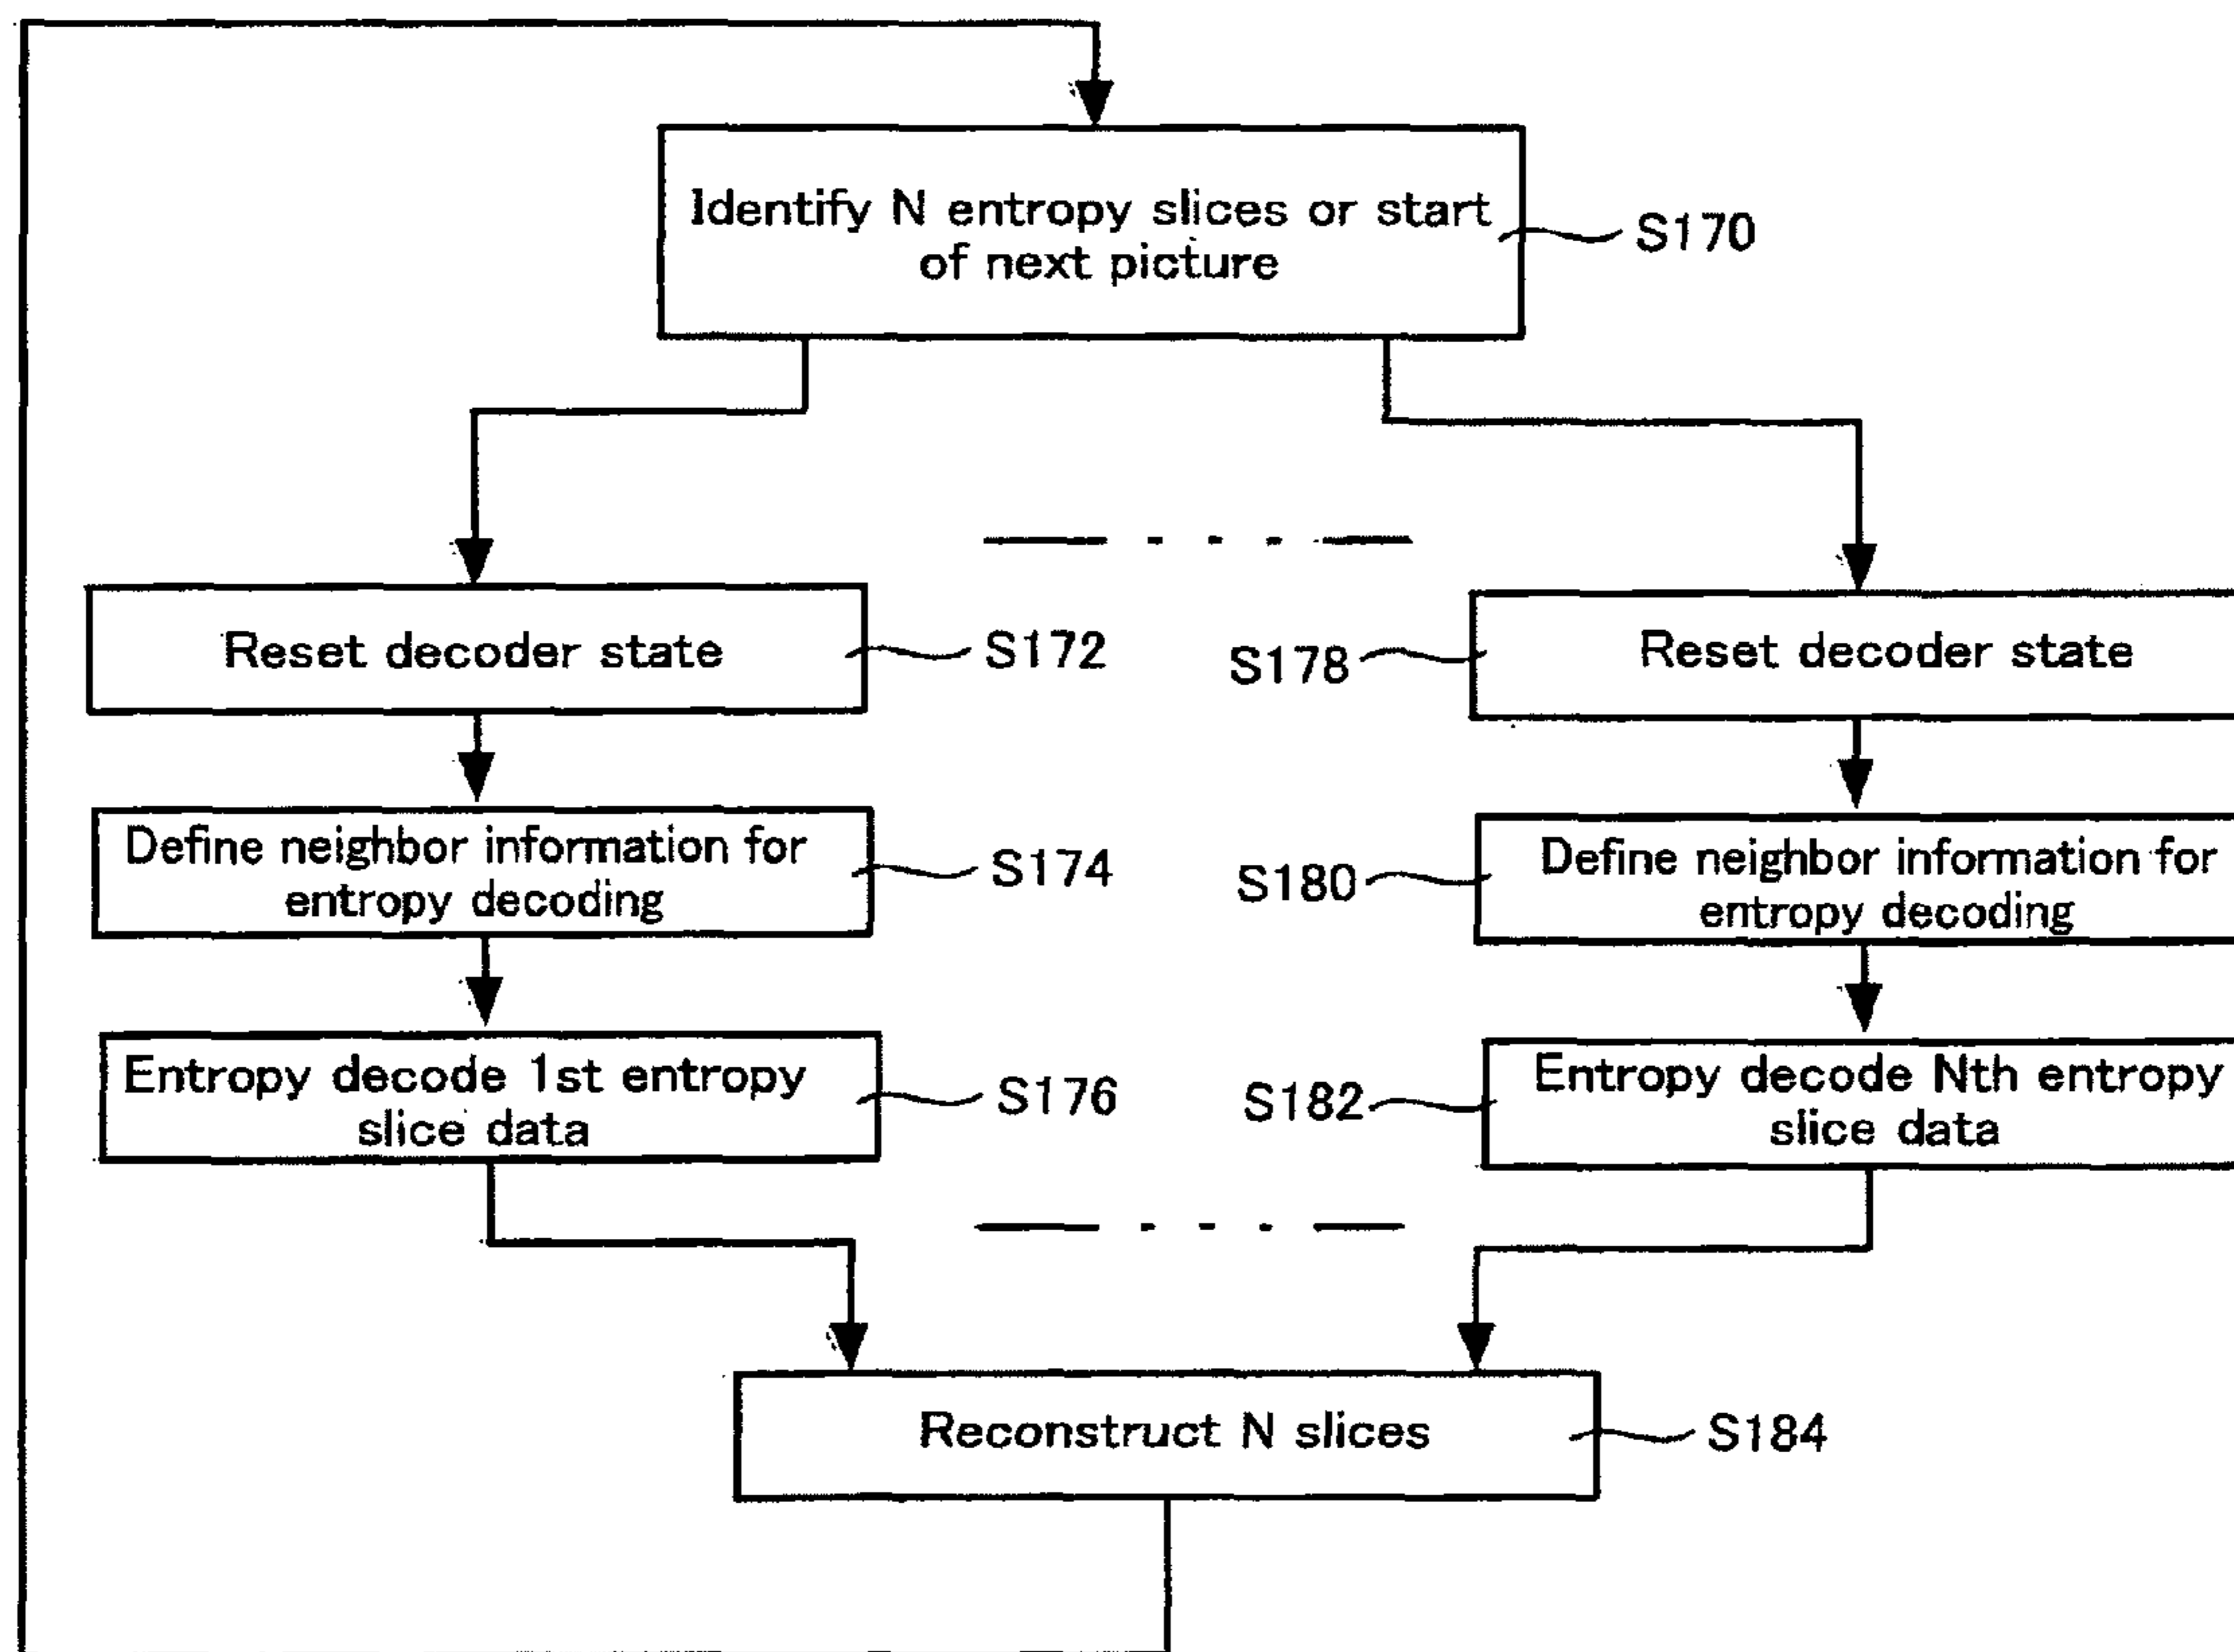 Identify N entropy slices or start
of next picture
S170
Reset decoder state
S172
S178
Reset decoder state
Define neighbor information for
entropy decoding
S174
S180
Define neighbor information for
entropy decoding
Entropy decode 1st entropy
slice data
S176
S182
Entropy decode Nth entropy
slice data
Reconstruct N slices
S184